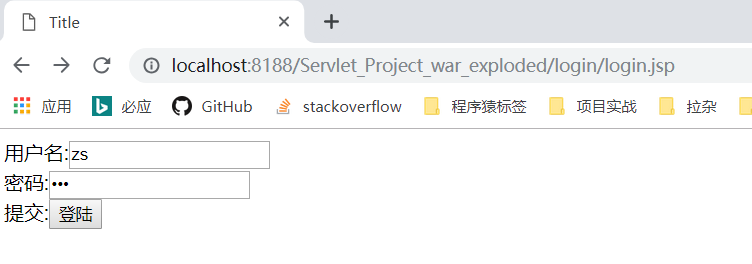 Title
localhost:8188/Servlet_Project_war_exploded/login/login.jsp
应用 必应 GitHub stackoverflow 程序猿标签 项目实战 拉杂
用户名:zs
密码:•••
提交:登陆